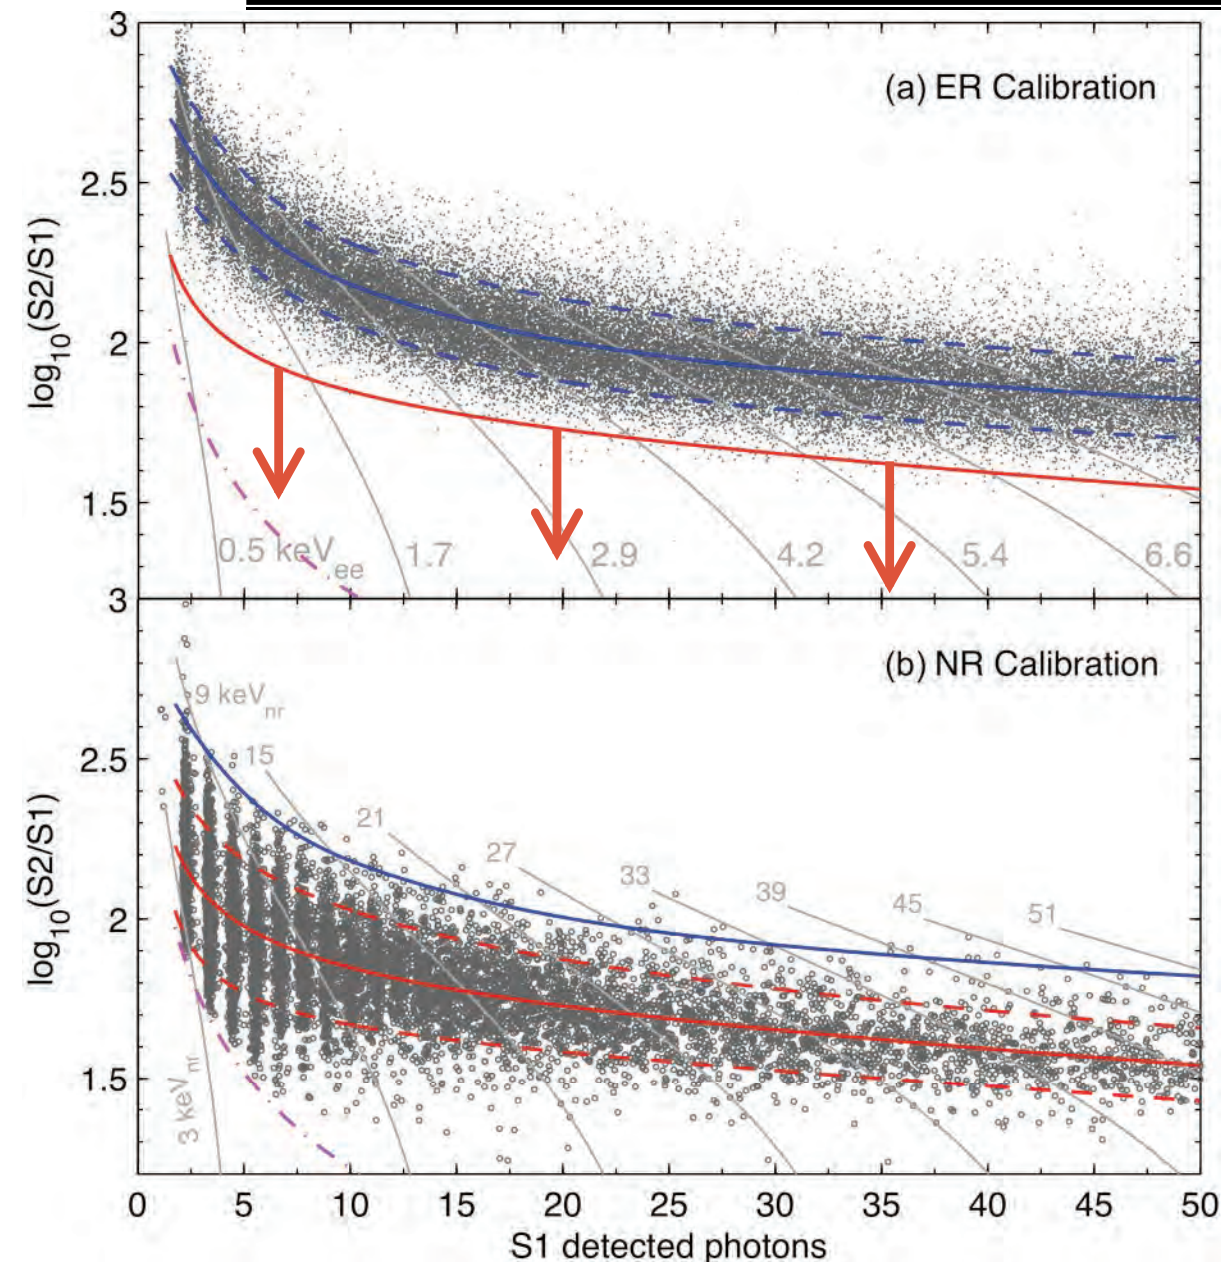 3
(a) ER Calibration
2.5
log10(S2/S1)
2
1.5
0.5 keVee
1.7
2.9
4.2
5.4
6.6
3
(b) NR Calibration
9 keVnr
2.5
15
21
27
33
39
45
51
log10(S2/S1)
2
1.5
3 keVnr
0 5 10 15 20 25 30 35 40 45 50
S1 detected photons